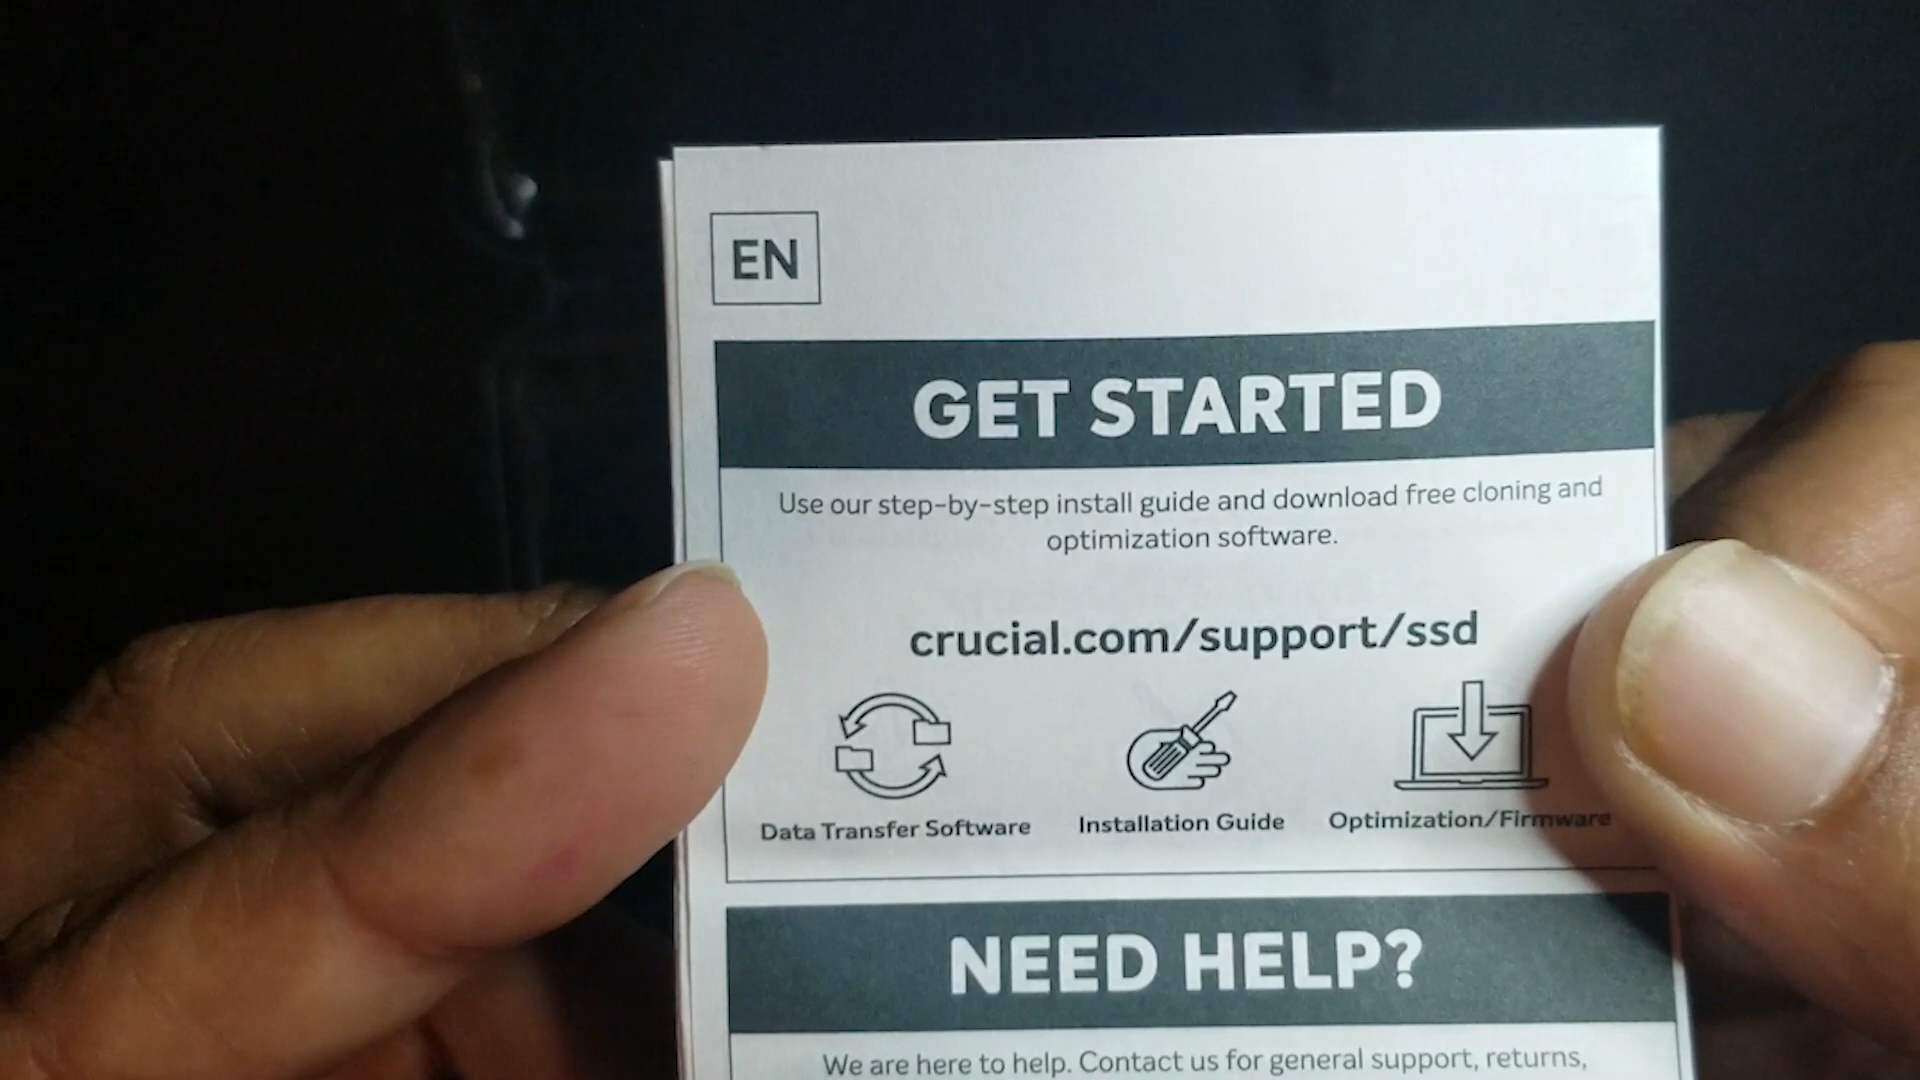 EN
GET STARTED
Use our step-by-step install guide and download free cloning and
optimization software.
crucial.com/support/ssd
Data Transfer Software
Installation Guide
Optimization/Firmware
NEED HELP?
We are here to help. Contact us for general support, returns,